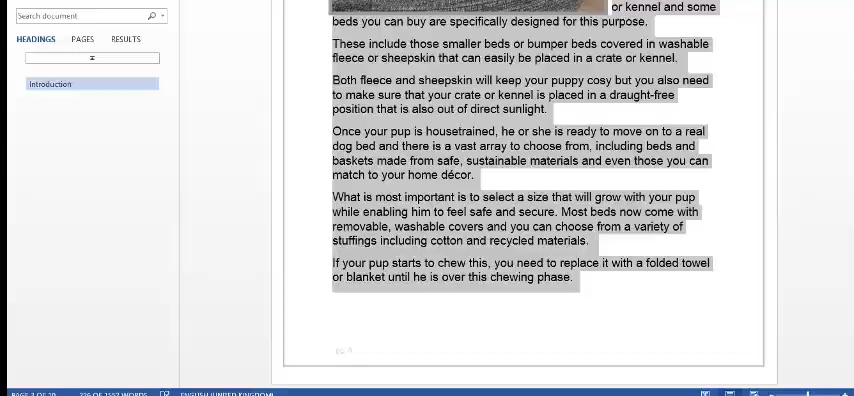 Search document
HEADINGS PAGES RESULTS
Introduction
or kennel and some
beds you can buy are specifically designed for this purpose.
These include those smaller beds or bumper beds covered in washable
fleece or sheepskin that can easily be placed in a crate or kennel.
Both fleece and sheepskin will keep your puppy cosy but you also need
to make sure that your crate or kennel is placed in a draught-free
position that is also out of direct sunlight.
Once your pup is housetrained, he or she is ready to move on to a real
dog bed and there is a vast array to choose from, including beds and
baskets made from safe, sustainable materials and even those you can
match to your home décor.
What is most important is to select a size that will grow with your pup
while enabling him to feel safe and secure. Most beds now come with
removable, washable covers and you can choose from a variety of
stuffings including cotton and recycled materials.
If your pup starts to chew this, you need to replace it with a folded towel
or blanket until he is over this chewing phase.
WORDS ENGLISH (UNITED KINGDOM)